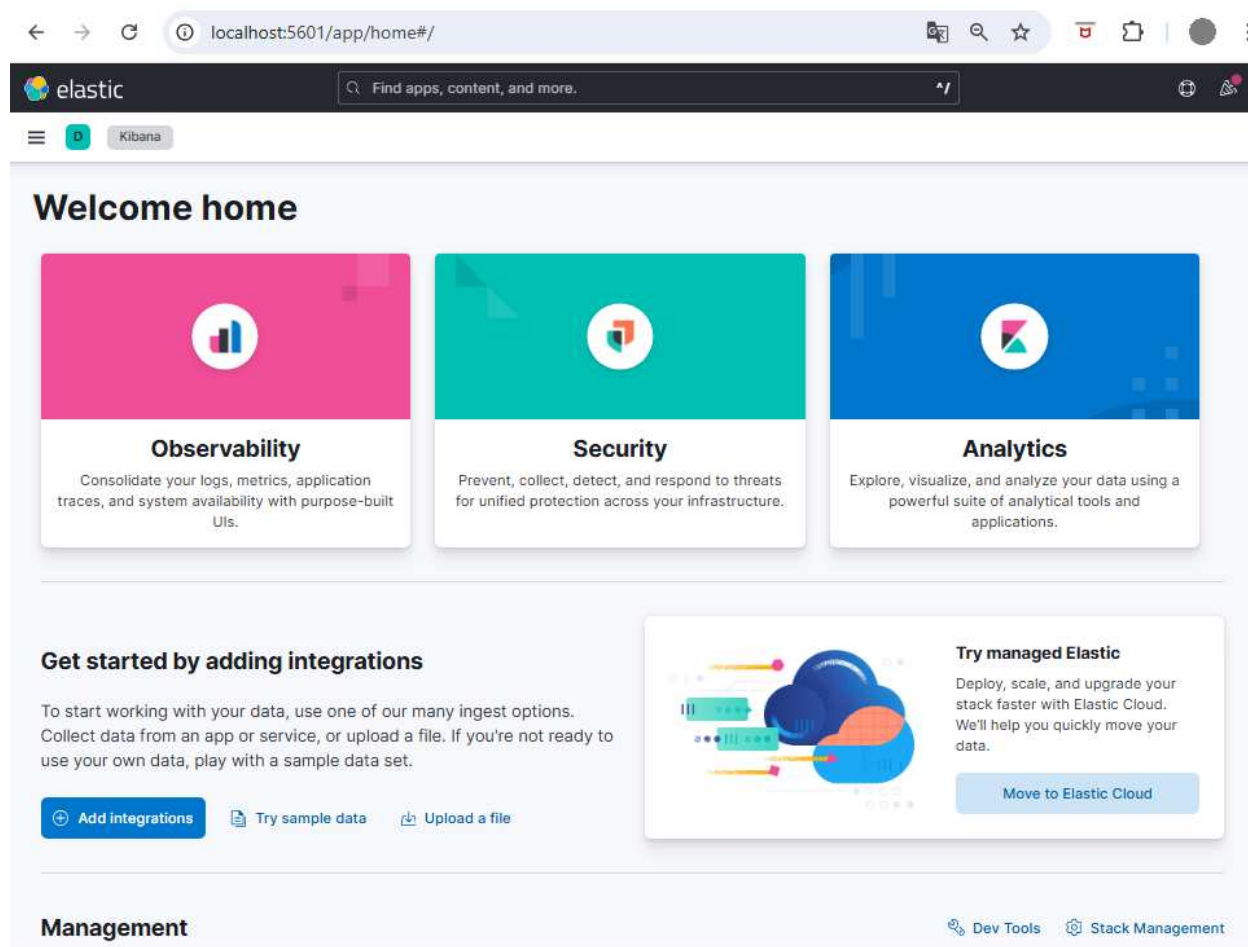 localhost:5601/app/home#/
elastic
Find apps, content, and more.
^/
D
Kibana
Welcome home
Observability
Consolidate your logs, metrics, application
traces, and system availability with purpose-built
UIs.
Security
Prevent, collect, detect, and respond to threats
for unified protection across your infrastructure.
Analytics
Explore, visualize, and analyze your data using a
powerful suite of analytical tools and
applications.
Get started by adding integrations
To start working with your data, use one of our many ingest options.
Collect data from an app or service, or upload a file. If you're not ready to
use your own data, play with a sample data set.
Add integrations
Try sample data
Upload a file
Try managed Elastic
Deploy, scale, and upgrade your
stack faster with Elastic Cloud.
We'll help you quickly move your
data.
Move to Elastic Cloud
Management
Dev Tools
Stack Management